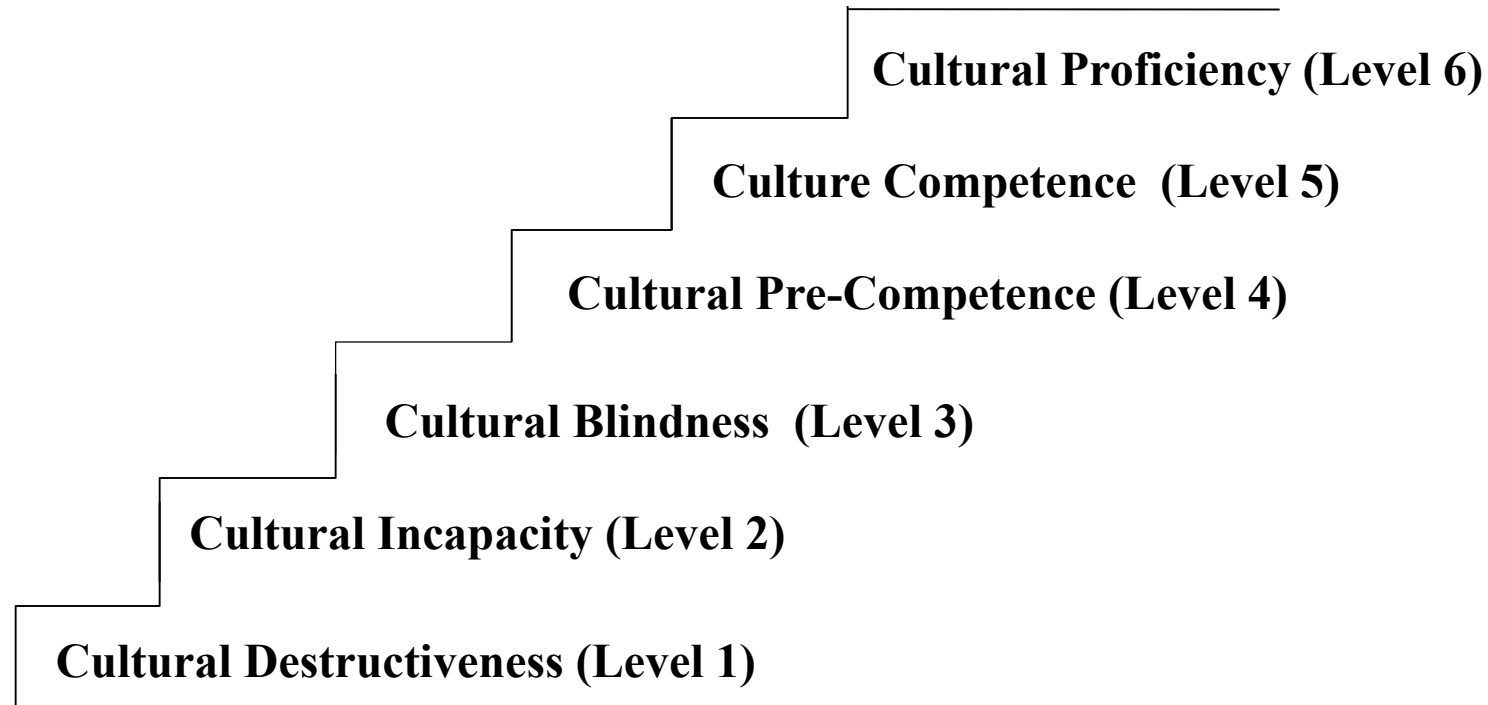 Cultural Proficiency (Level 6)
Culture Competence (Level 5)
Cultural Pre-Competence (Level 4)
Cultural Blindness (Level 3)
Cultural Incapacity (Level 2)
Cultural Destructiveness (Level 1)